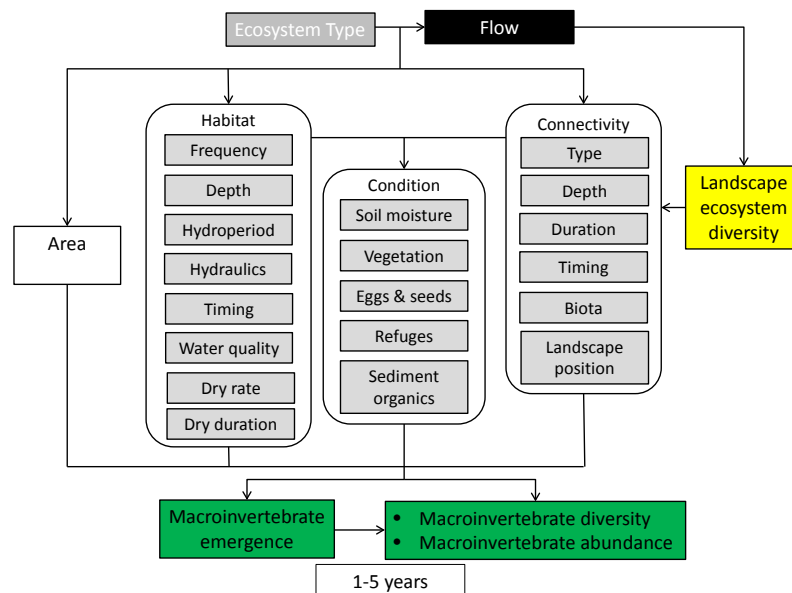 Ecosystem Type
Flow
Habitat
Frequency
Depth
Hydroperiod
Hydraulics
Timing
Water quality
Dry rate
Dry duration
Condition
Soil moisture
Vegetation
Eggs & seeds
Refuges
Sediment
organics
Connectivity
Type
Depth
Duration
Timing
Biota
Landscape
position
Landscape
ecosystem
diversity
Area
Macroinvertebrate
emergence
• Macroinvertebrate diversity
• Macroinvertebrate abundance
1-5 years